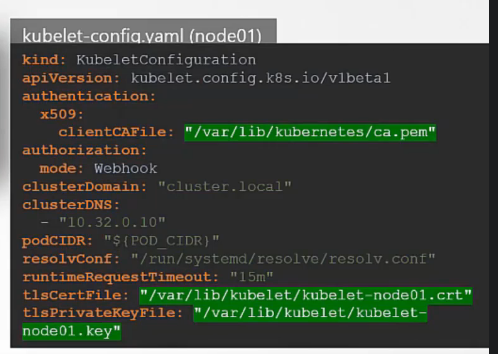 kubelet-config.yaml (node01)
kind: KubeletConfiguration
apiVersion: kubelet.config.k8s.io/v1beta1
authentication:
  x509:
    clientCAFile: "/var/lib/kubernetes/ca.pem"
authorization:
  mode: Webhook
clusterDomain: "cluster.local"
clusterDNS:
  - "10.32.0.10"
podCIDR: "${POD_CIDR}"
resolvConf: "/run/systemd/resolve/resolv.conf"
runtimeRequestTimeout: "15m"
tlsCertFile: "/var/lib/kubelet/kubelet-node01.crt"
tlsPrivateKeyFile: "/var/lib/kubelet/kubelet-
node01.key"